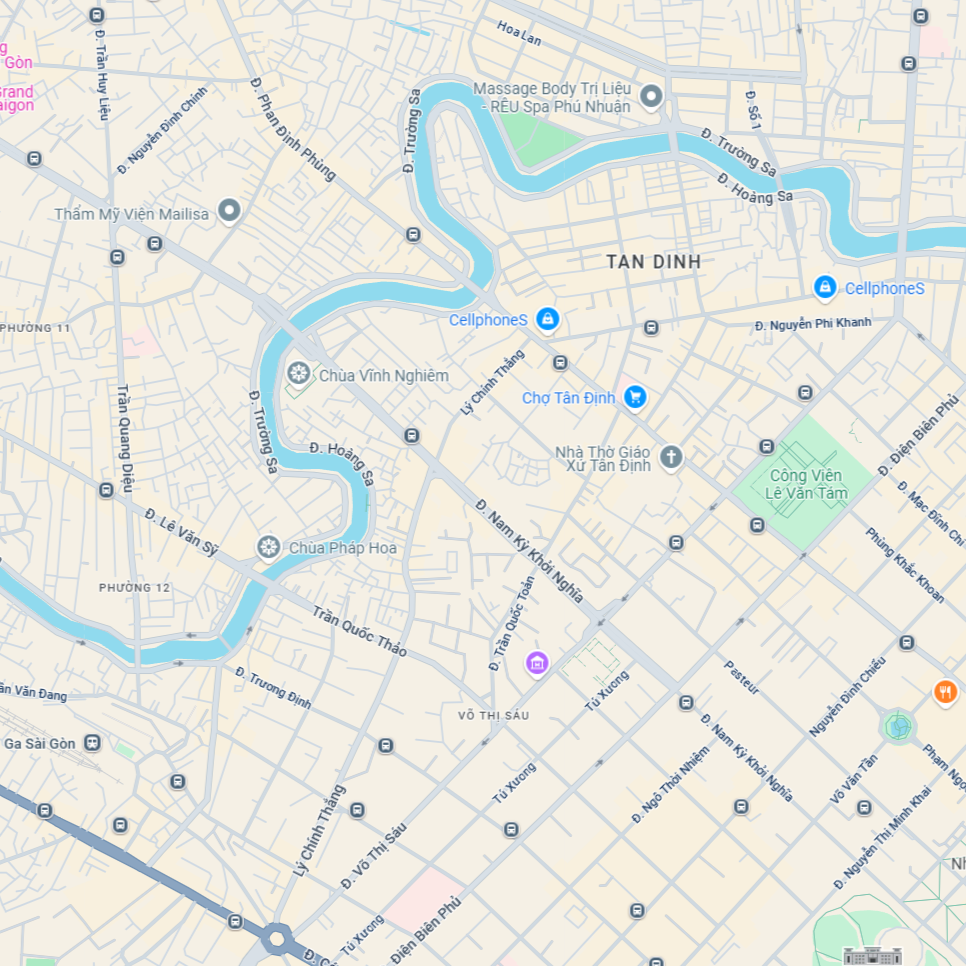 Hoa Lan
Đ. Trần Huy Liệu
Gòn
Massage Body Trị Liệu
- RÊU Spa Phú Nhuận
Đ. Số 1
Đ. Nguyễn Đình Chính
Đ. Phan Đình Phùng
Đ. Trường Sa
Đ. Trường Sa
Đ. Hoàng Sa
Thẩm Mỹ Viện Mailisa
TAN DINH
CellphoneS
CellphoneS
Đ. Nguyễn Phi Khanh
PHƯỜNG 11
Chùa Vĩnh Nghiêm
Lý Chính Thắng
Chợ Tân Định
Trần Quang Diệu
Đ. Trường Sa
Đ. Hoàng Sa
Nhà Thờ Giáo
Xứ Tân Định
Đ. Điện Biên Phủ
Công Viên
Lê Văn Tám
Đ. Mạc Đĩnh Chi
Đ. Lê Văn Sỹ
Đ. Nam Kỳ Khởi Nghĩa
Chùa Pháp Hoa
Phùng Khắc Khoan
PHƯỜNG 12
Trần Quốc Thảo
Đ. Trần Quốc Toản
Đ. Trương Định
Tú Xương
Pasteur
Nguyễn Đình Chiểu
Văn Đang
VÕ THỊ SÁU
Ga Sài Gòn
Đ. Nam Kỳ Khởi Nghĩa
Tú Xương
Đ. Ngô Thời Nhiệm
Võ Văn Tần
Phạm Ngọ
Lý Chính Thắng
Đ. Võ Thị Sáu
Đ. Nguyễn Thị Minh Khai
Tú Xương
Điện Biên Phủ